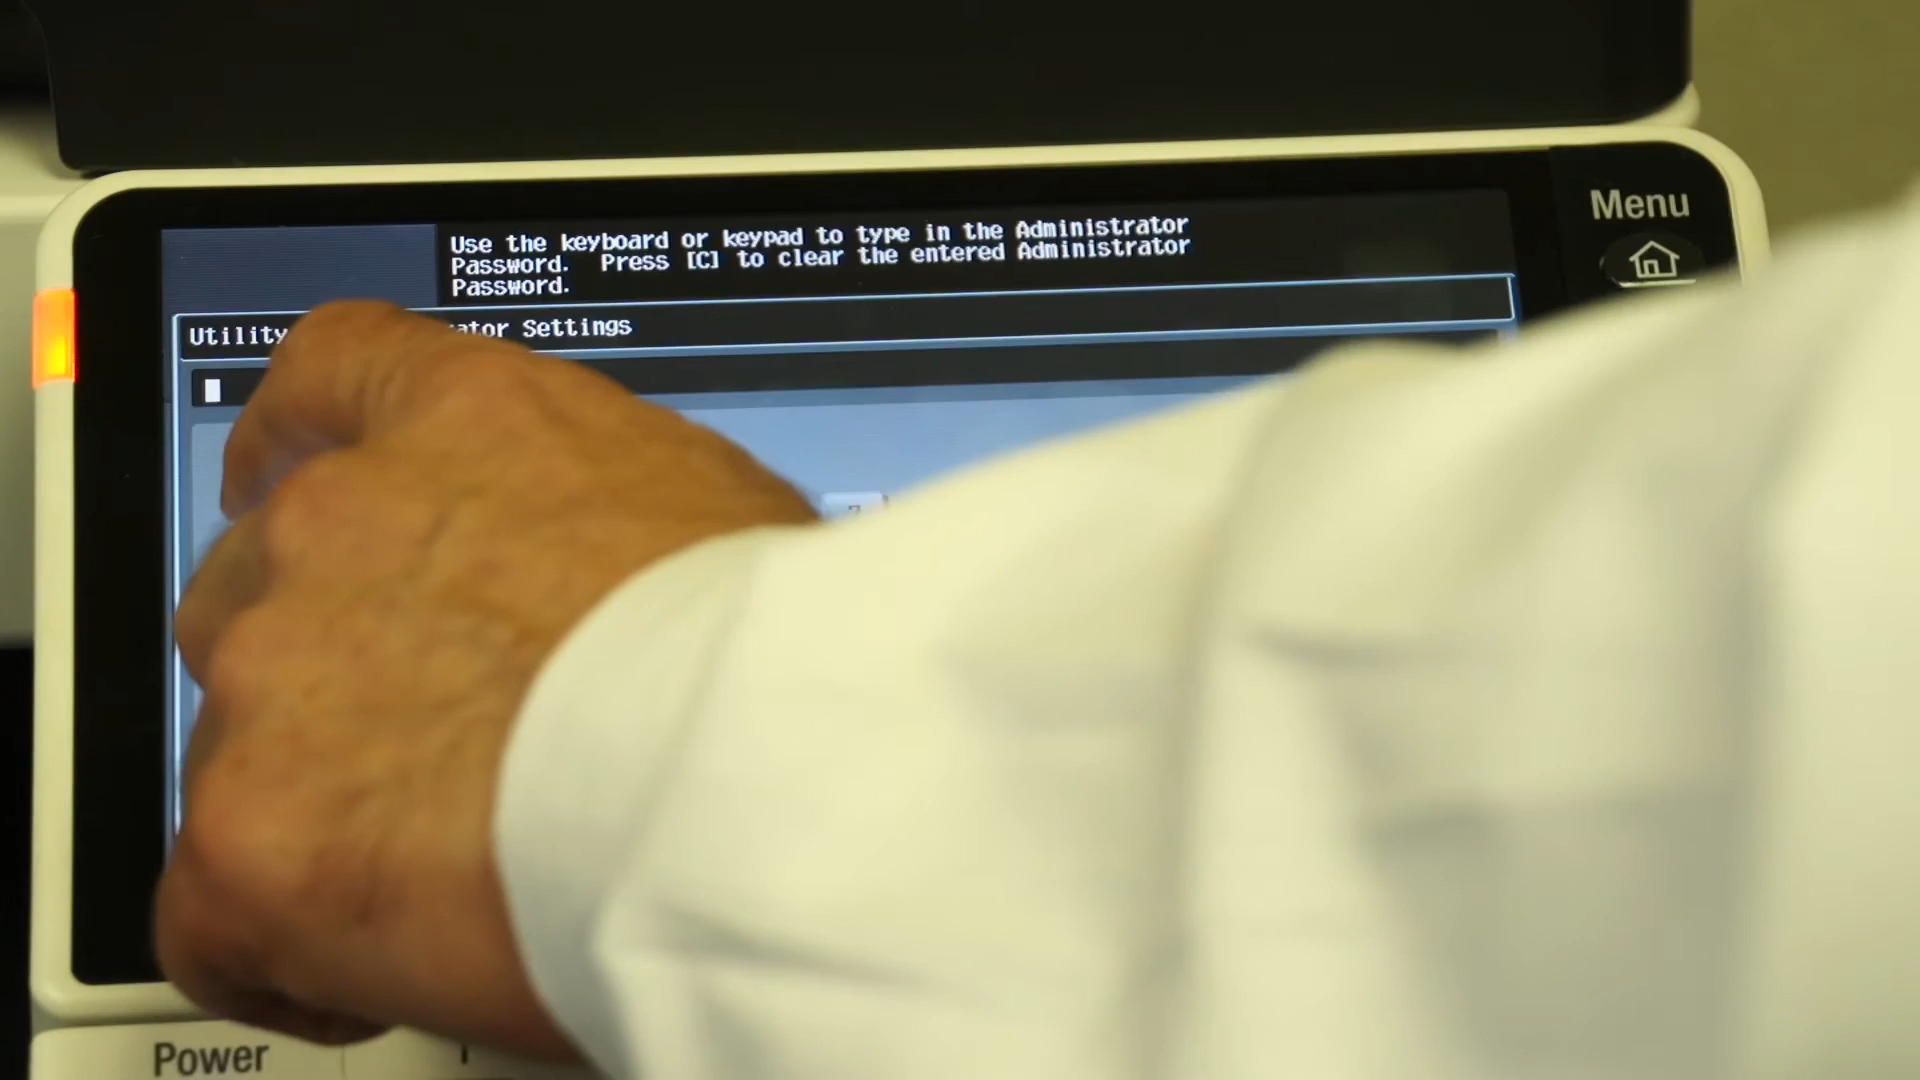 Menu
Use the keyboard or keypad to type in the Administrator
Password. Press [C] to clear the entered Administrator
Password.
Utility ator Settings
Power